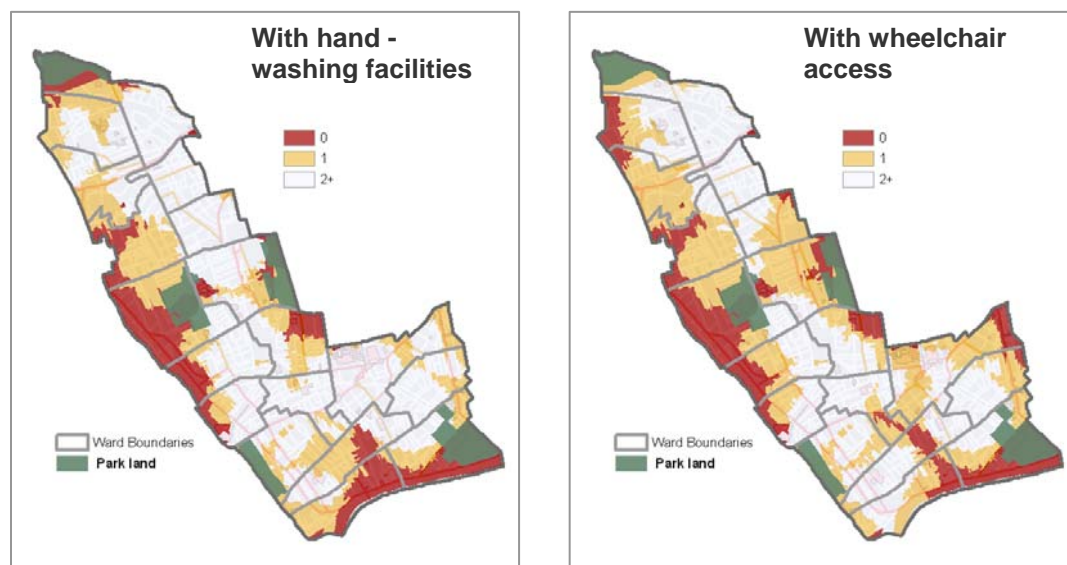 With hand -
washing facilities
0
1
2+
Ward Boundaries
Park land
With wheelchair
access
0
1
2+
Ward Boundaries
Park land